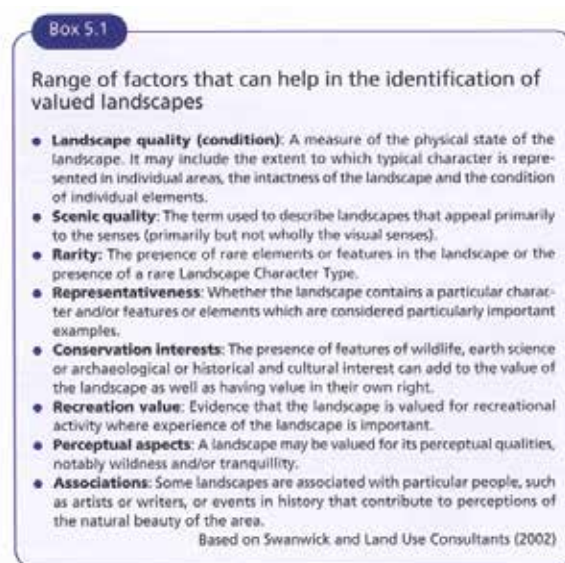 Box 5.1
Range of factors that can help in the identification of
valued landscapes
• Landscape quality (condition): A measure of the physical state of the
landscape. It may include the extent to which typical character is repre-
sented in individual areas, the intactness of the landscape and the condition
of individual elements.
• Scenic quality: The term used to describe landscapes that appeal primarily
to the senses (primarily but not wholly the visual senses).
• Rarity: The presence of rare elements or features in the landscape or the
presence of a rare Landscape Character Type.
• Representativeness: Whether the landscape contains a particular charac-
ter and/or features or elements which are considered particularly important
examples.
• Conservation interests: The presence of features of wildlife, earth science
or archaeological or historical and cultural interest can add to the value of
the landscape as well as having value in their own right.
• Recreation value: Evidence that the landscape is valued for recreational
activity where experience of the landscape is important.
• Perceptual aspects: A landscape may be valued for its perceptual qualities,
notably wildness and/or tranquillity.
• Associations: Some landscapes are associated with particular people, such
as artists or writers, or events in history that contribute to perceptions of
the natural beauty of the area.
Based on Swanwick and Land Use Consultants (2002)